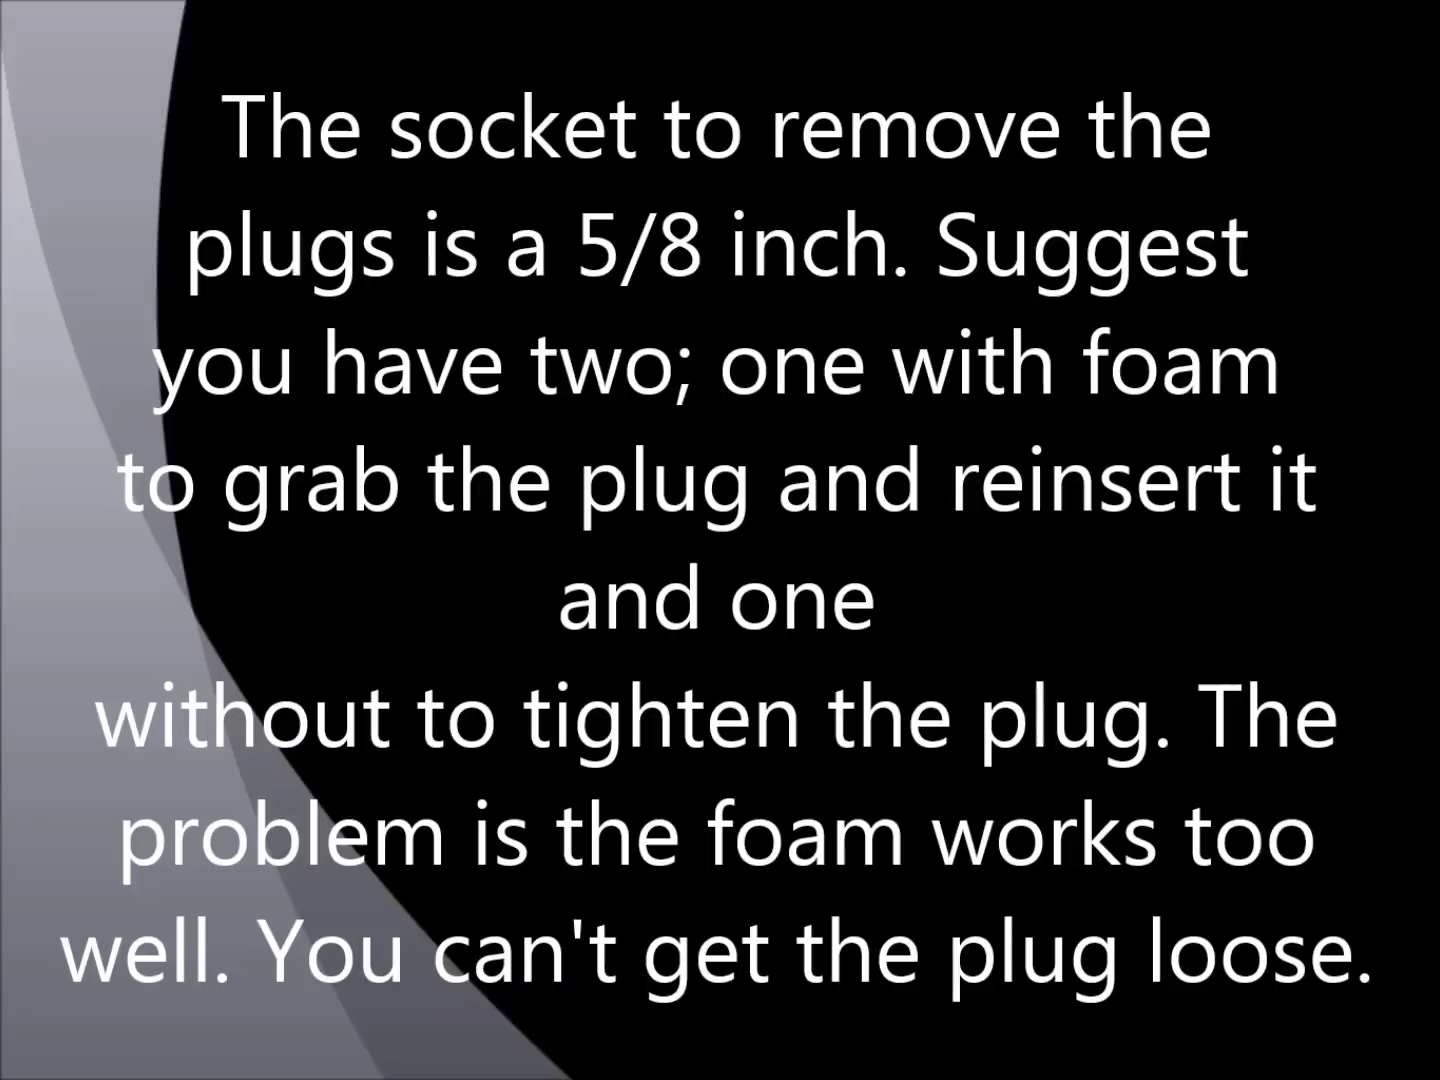 The socket to remove the
plugs is a 5/8 inch. Suggest
you have two; one with foam
to grab the plug and reinsert it
and one
without to tighten the plug. The
problem is the foam works too
well. You can't get the plug loose.